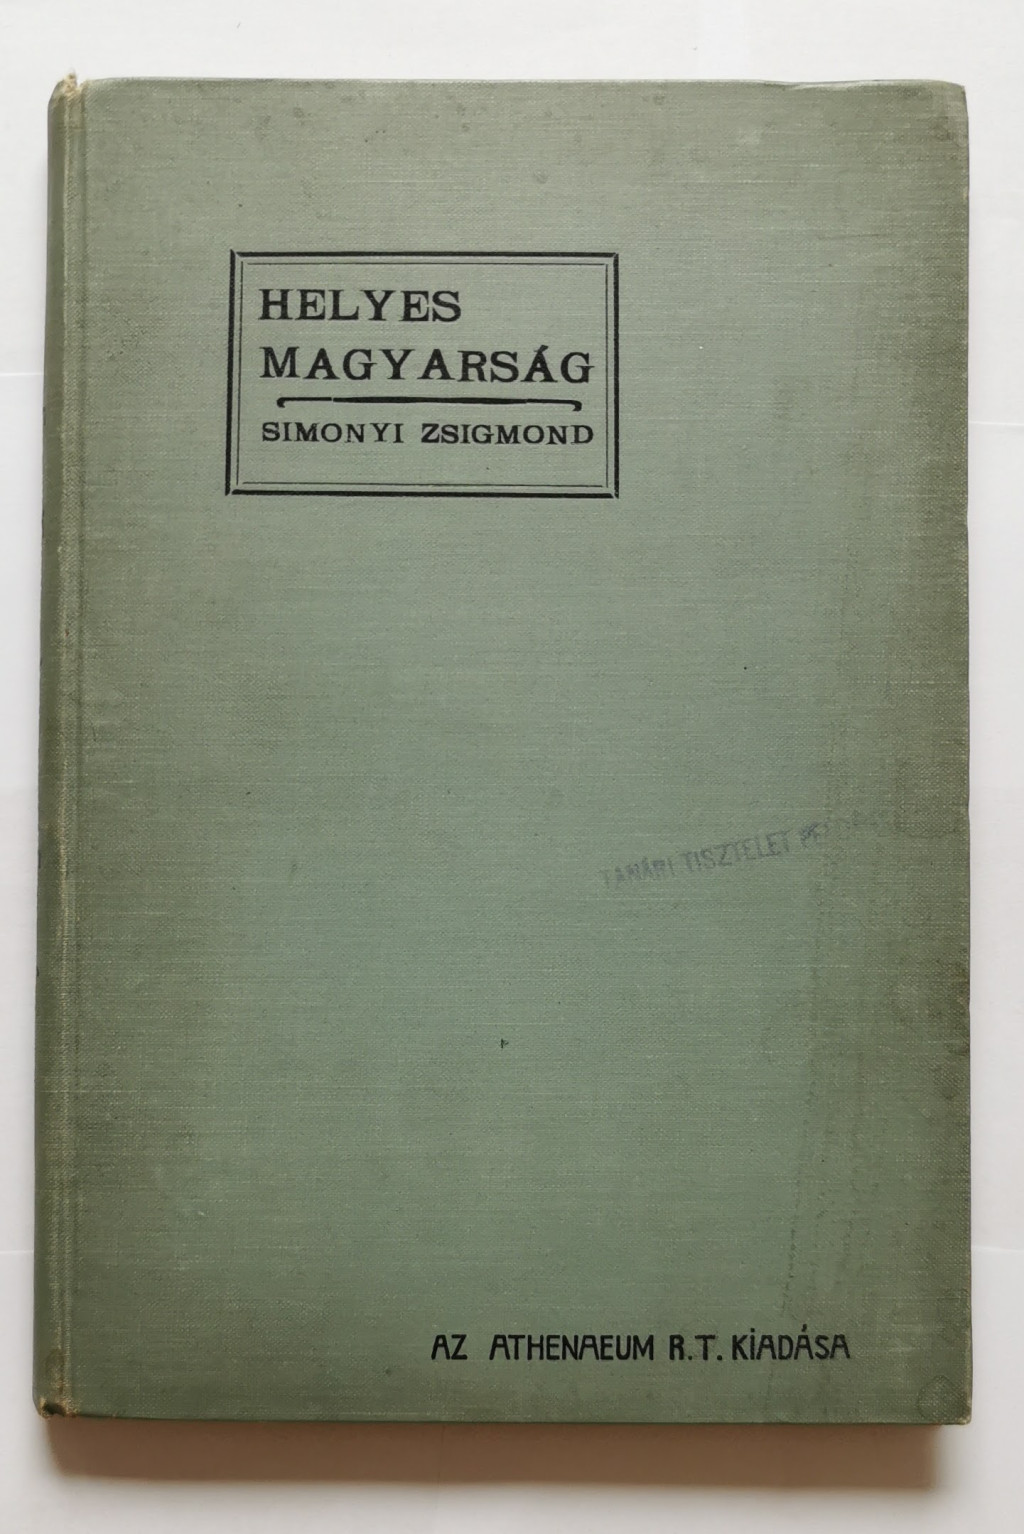 HELYES
MAGYARSÁG
SIMONYI ZSIGMOND
TANÁRI TISZTELET
AZ ATHENAEUM R.T. KIADÁSA